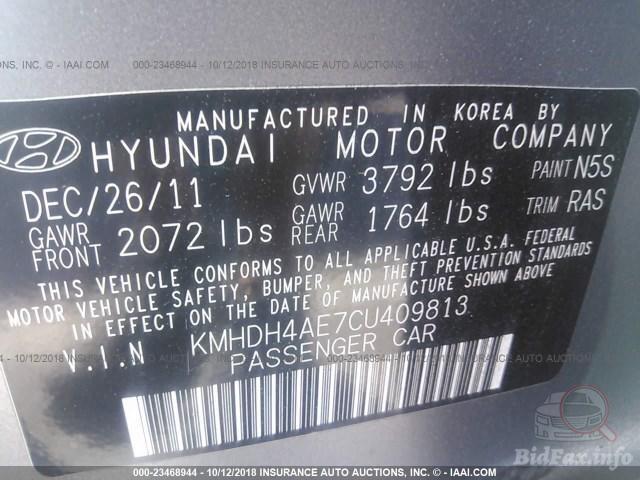 NS, INC. © - IAAI.COM 000-23468944 - 10/12/2018 INSURANCE AUTO AUCTIONS, INC. © - IAAI.COM
MANUFACTURED IN KOREA BY
HYUNDAI MOTOR COMPANY
DEC/26/11 GVWR 3792 lbs PAINT N5S
GAWR FRONT 2072 lbs GAWR REAR 1764 lbs TRIM RAS
THIS VEHICLE CONFORMS TO ALL APPLICABLE U.S.A. FEDERAL
MOTOR VEHICLE SAFETY, BUMPER, AND THEFT PREVENTION STANDARDS
IN EFFECT ON THE DATE OF MANUFACTURE SHOWN ABOVE
V.I.N KMHDH4AE7CU409813
PASSENGER CAR
000-23468944 - 10/12/2018 INSURANCE AUTO AUCTIONS, INC. © - IAAI.COM
BidFax.info